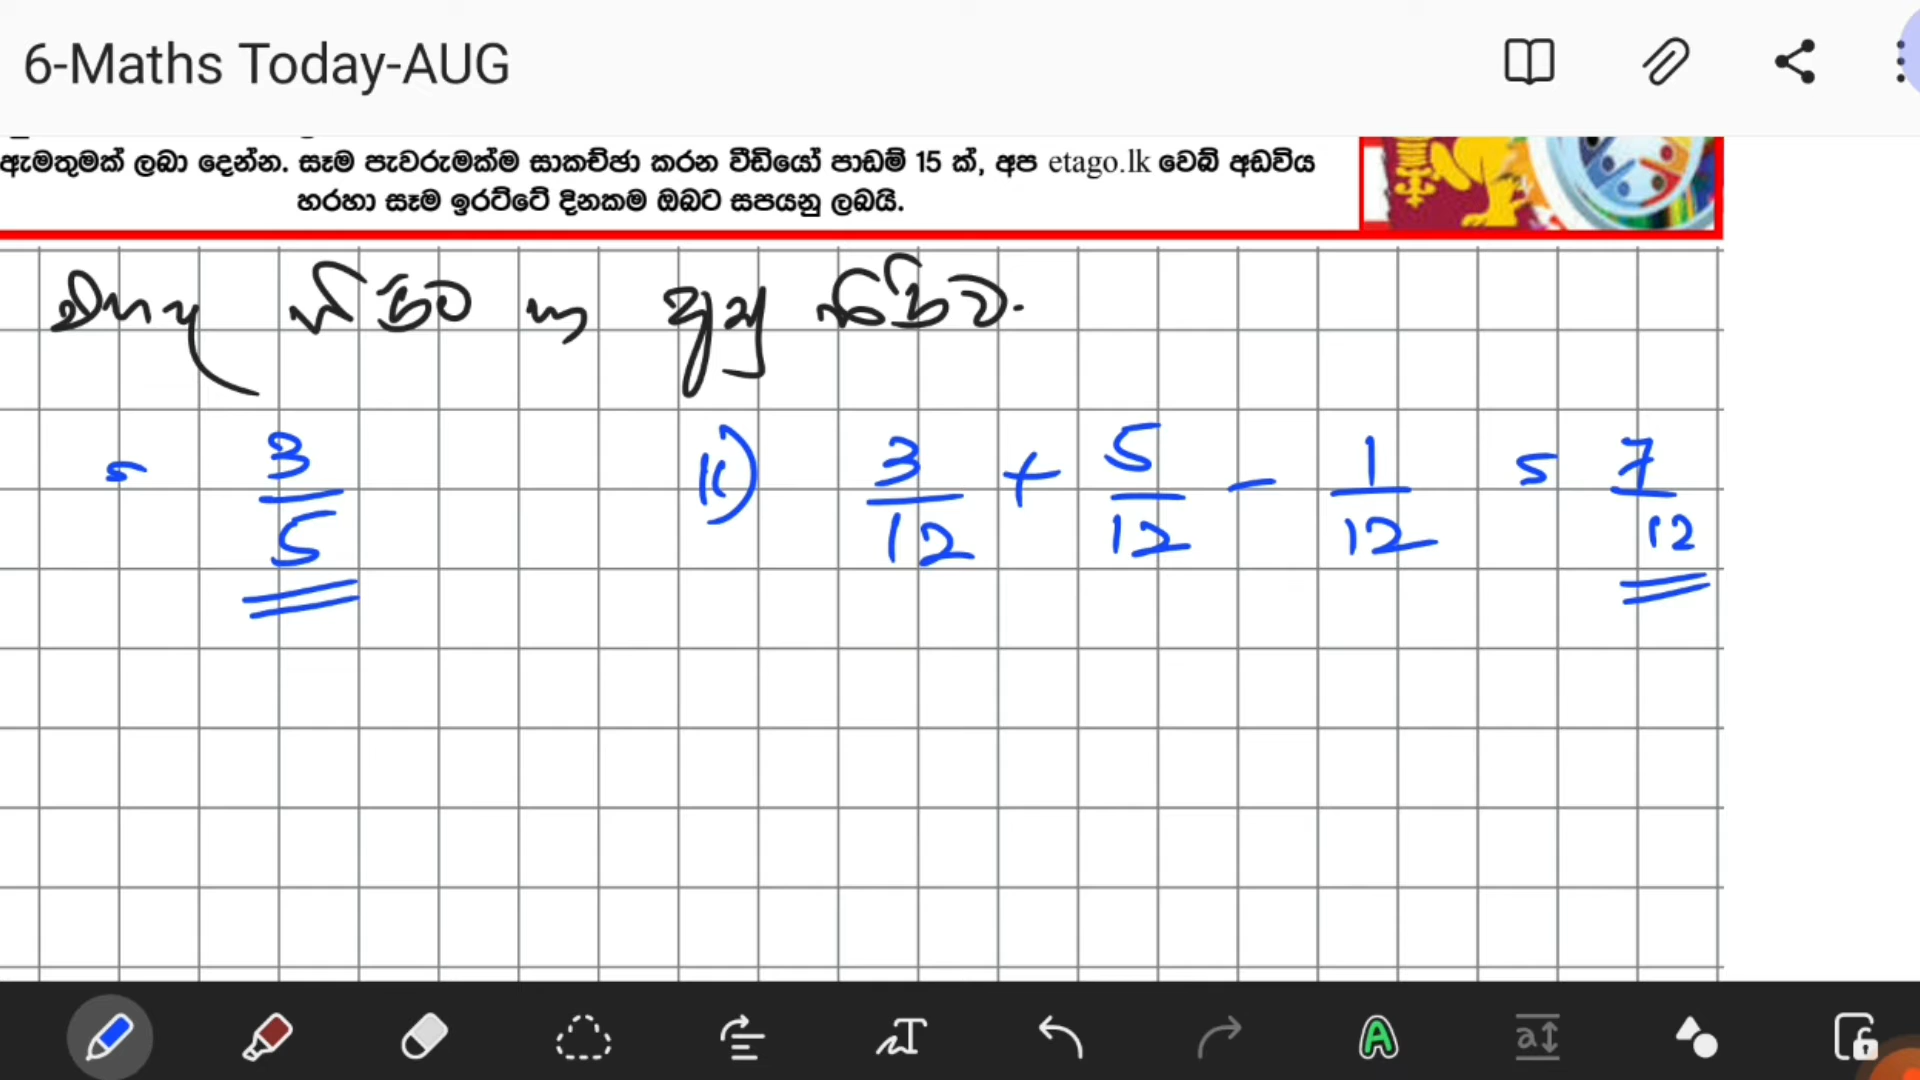 6-Maths Today-AUG
ඇමතුමක් ලබා දෙන්න. සෑම පැවරුමක්ම සාකච්ඡා කරන වීඩියෝ පාඩම් 15 ක්, අප etago.lk වෙබ් අඩවිය
හරහා සෑම ඉරට්ටේ දිනකම ඔබට සපයනු ලබයි.
= 3/5
ii) 3/12 + 5/12 - 1/12 = 7/12